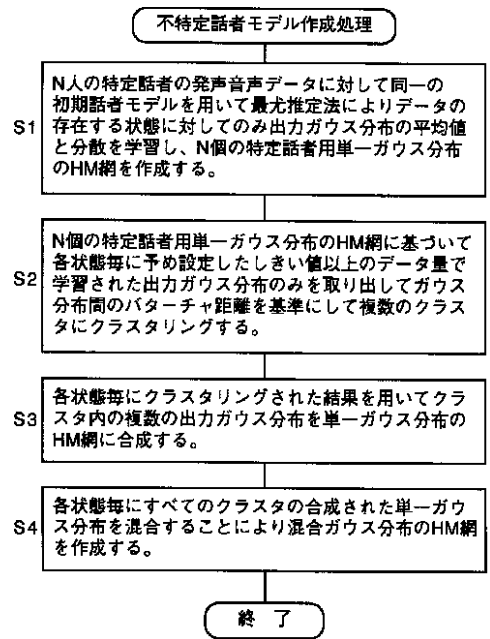 不特定話者モデル作成処理
S1
N人の特定話者の発声音声データに対して同一の
初期話者モデルを用いて最尤推定法によりデータの
存在する状態に対してのみ出力ガウス分布の平均値
と分散を学習し、N個の特定話者用単一ガウス分布
のHM網を作成する。
S2
N個の特定話者用単一ガウス分布のHM網に基づいて
各状態毎に予め設定したしきい値以上のデータ量で
学習された出力ガウス分布のみを取り出してガウス
分布間のバターチャ距離を基準にして複数のクラス
タにクラスタリングする。
S3
各状態毎にクラスタリングされた結果を用いてクラ
スタ内の複数の出力ガウス分布を単一ガウス分布の
HM網に合成する。
S4
各状態毎にすべてのクラスタの合成された単一ガウ
ス分布を混合することにより混合ガウス分布のHM網
を作成する。
終 了